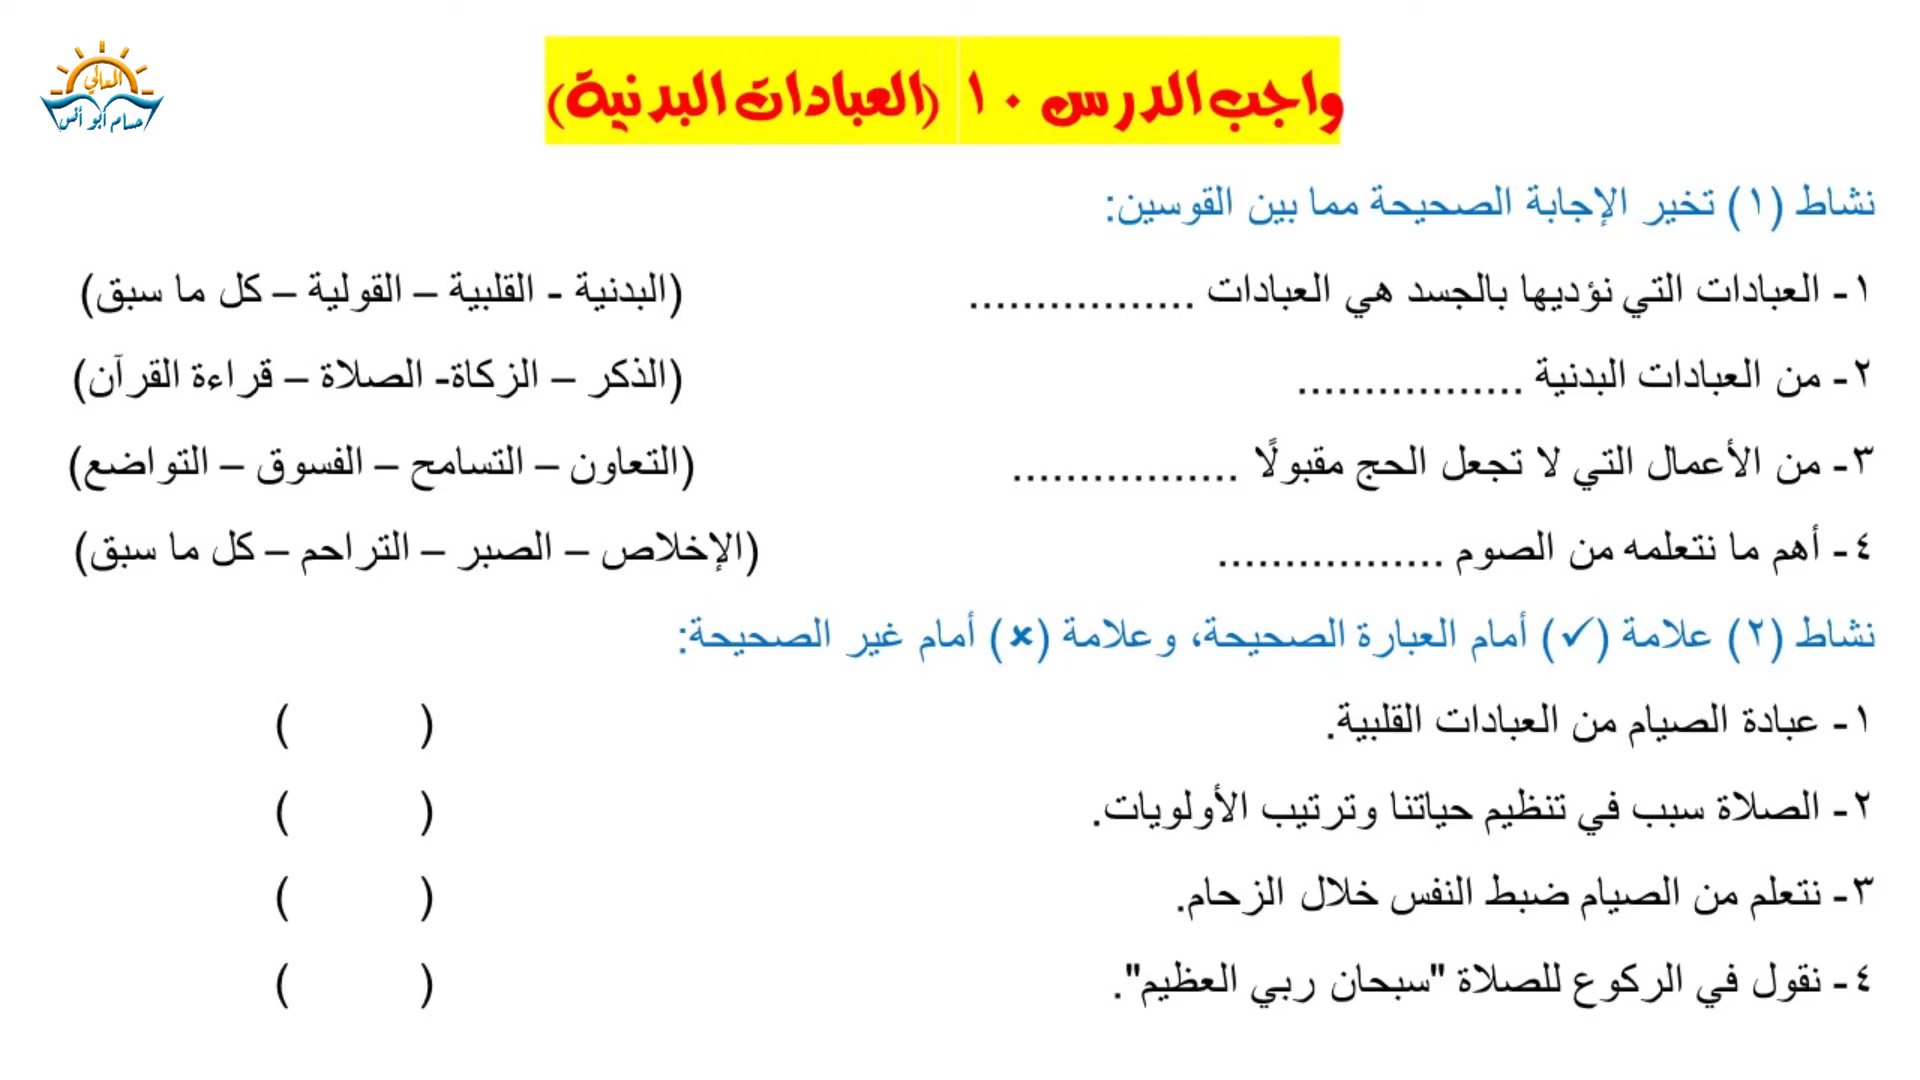 المعالي
حسام أبو أنس
واجب الدرس ١٠ (العبادات البدنية)
نشاط (١) تخير الإجابة الصحيحة مما بين القوسين:
١- العبادات التي نؤديها بالجسد هي العبادات ................. (البدنية - القلبية – القولية – كل ما سبق)
٢- من العبادات البدنية ................. (الذكر – الزكاة- الصلاة – قراءة القرآن)
٣- من الأعمال التي لا تجعل الحج مقبولًا ................. (التعاون – التسامح – الفسوق – التواضع)
٤- أهم ما نتعلمه من الصوم ................. (الإخلاص – الصبر – التراحم – كل ما سبق)
نشاط (٢) علامة (✓) أمام العبارة الصحيحة، وعلامة (×) أمام غير الصحيحة:
١- عبادة الصيام من العبادات القلبية. ( )
٢- الصلاة سبب في تنظيم حياتنا وترتيب الأولويات. ( )
٣- نتعلم من الصيام ضبط النفس خلال الزحام. ( )
٤- نقول في الركوع للصلاة "سبحان ربي العظيم". ( )